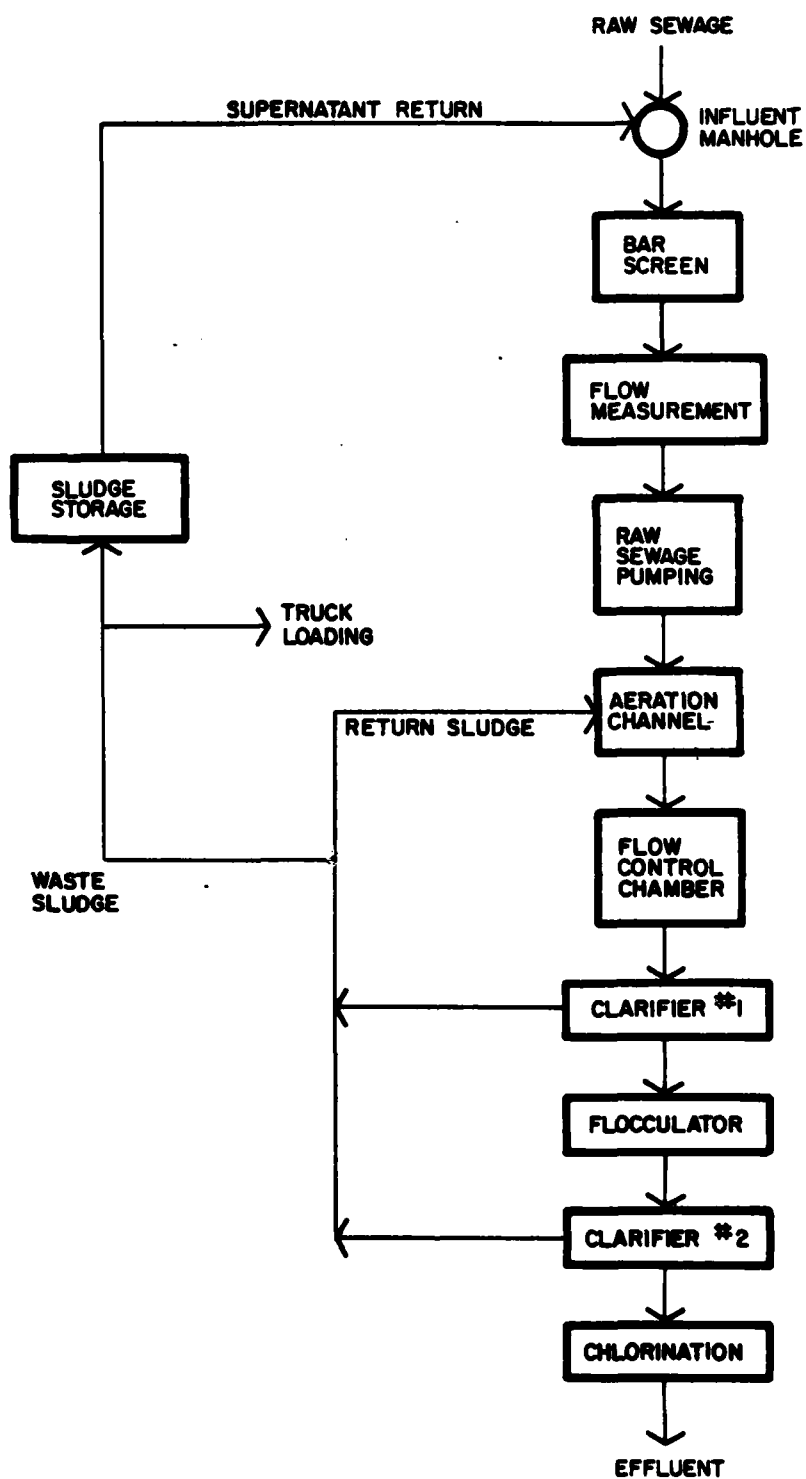 RAW SEWAGE
SUPERNATANT RETURN
INFLUENT
MANHOLE
BAR
SCREEN
FLOW
MEASUREMENT
SLUDGE
STORAGE
RAW
SEWAGE
PUMPING
TRUCK
LOADING
AERATION
CHANNEL
RETURN SLUDGE
FLOW
CONTROL
CHAMBER
WASTE
SLUDGE
CLARIFIER #1
FLOCCULATOR
CLARIFIER #2
CHLORINATION
EFFLUENT